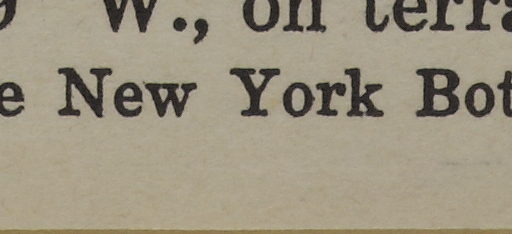 W., on terra
e New York Bot